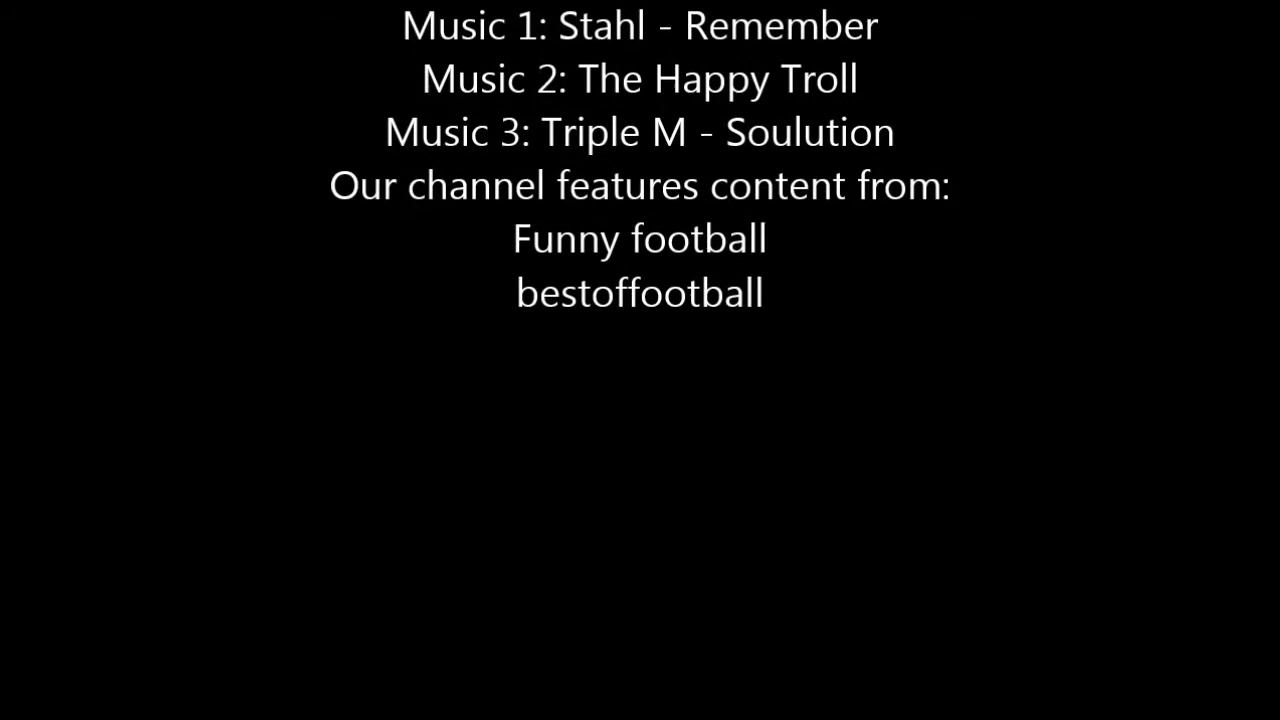 Music 1: Stahl - Remember
Music 2: The Happy Troll
Music 3: Triple M - Soulution
Our channel features content from:
Funny football
bestoffootball